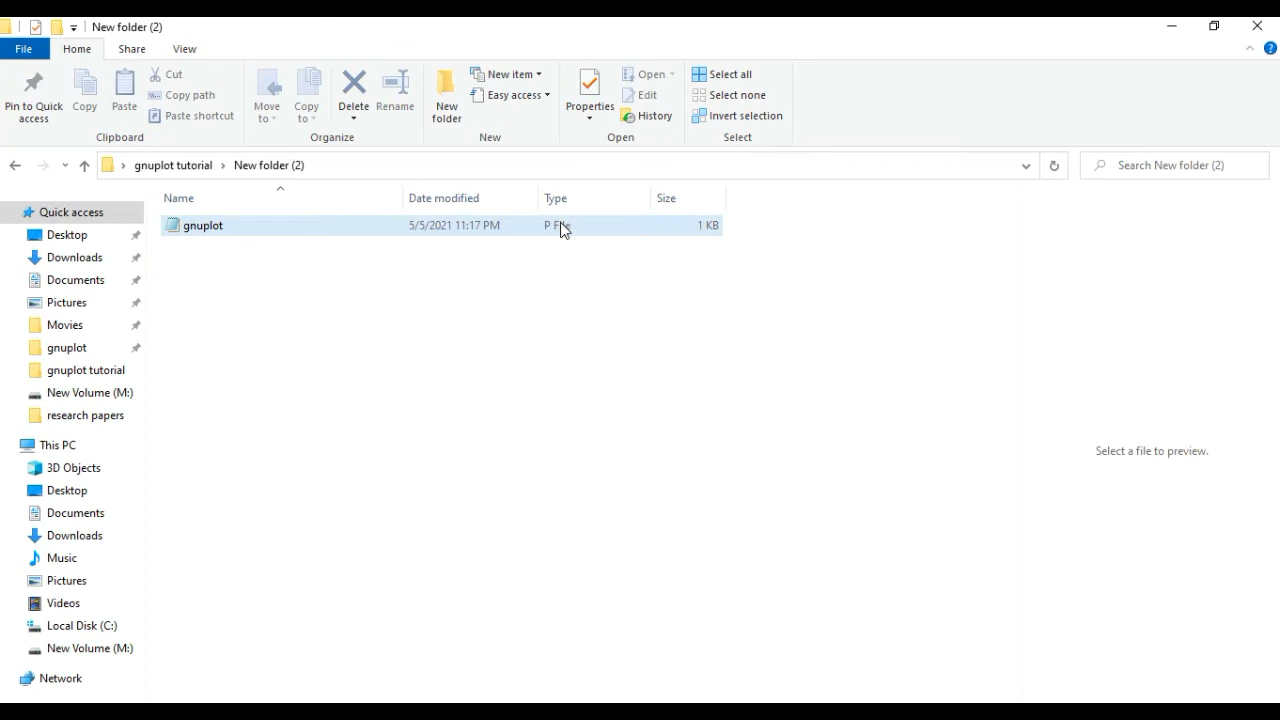 New folder (2)
File Home Share View
Pin to Quick access
Copy
Paste
Cut
Copy path
Paste shortcut
Clipboard
Move to
Copy to
Delete
Rename
Organize
New folder
New item
Easy access
New
Properties
Open
Edit
History
Open
Select all
Select none
Invert selection
Select
gnuplot tutorial › New folder (2)
Search New folder (2)
Name Date modified Type Size
gnuplot 5/5/2021 11:17 PM P File 1 KB
Quick access
Desktop
Downloads
Documents
Pictures
Movies
gnuplot
gnuplot tutorial
New Volume (M:)
research papers
This PC
3D Objects
Desktop
Documents
Downloads
Music
Pictures
Videos
Local Disk (C:)
New Volume (M:)
Network
Select a file to preview.